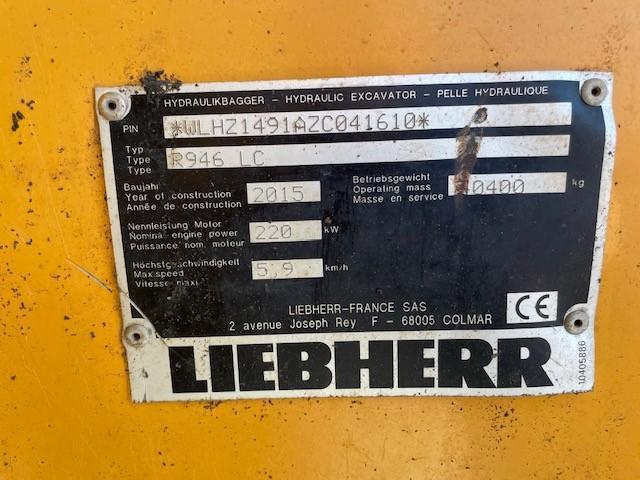 HYDRAULIKBAGGER - HYDRAULIC EXCAVATOR - PELLE HYDRAULIQUE
PIN *WLHZ1491AZC041610*
Typ
Type R946 LC
Type
Baujahr
Year of construction 2015
Année de construction
Betriebsgewicht
Operating mass kg
Masse en service
Nennleistung Motor
Nominal engine power 220 kW
Puissance nom. moteur
Höchstgeschwindigkeit
Max.speed 5,9 km/h
Vitesse maxi
LIEBHERR-FRANCE SAS
2 avenue Joseph Rey F - 68005 COLMAR
CE
LIEBHERR
10405886